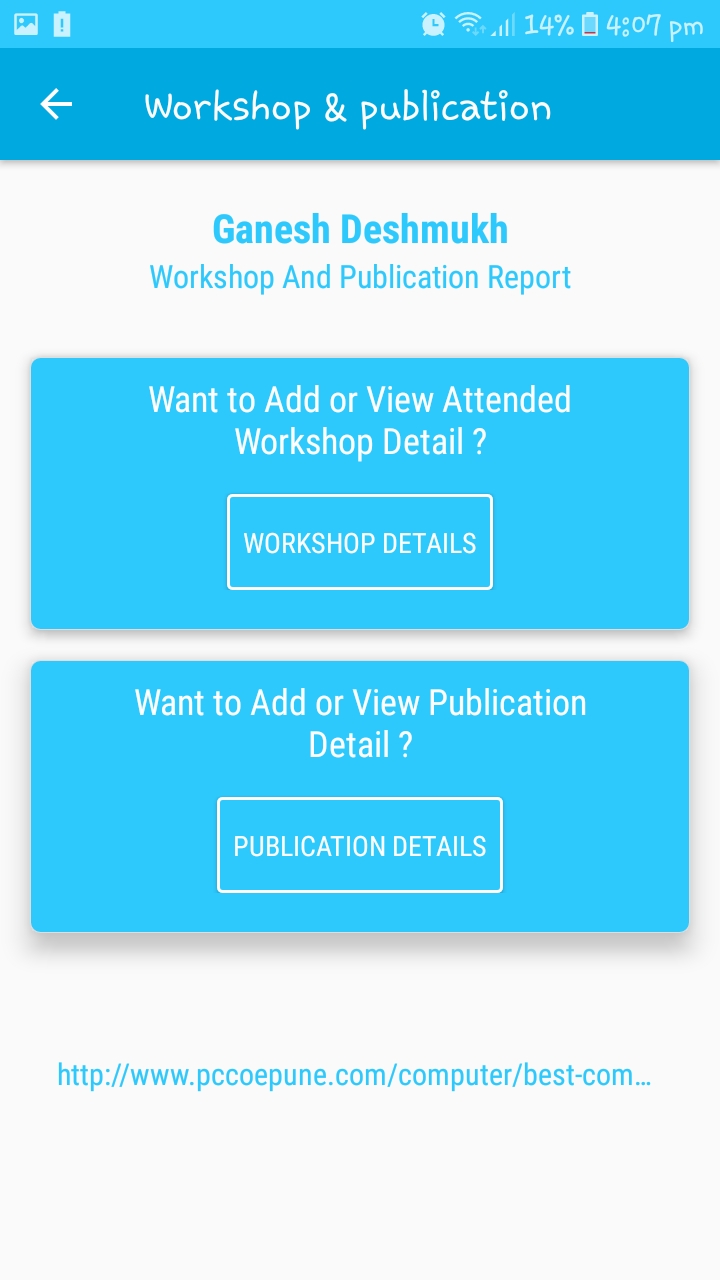 14% 4:07 pm
Workshop & publication
Ganesh Deshmukh
Workshop And Publication Report
Want to Add or View Attended
Workshop Detail ?
WORKSHOP DETAILS
Want to Add or View Publication
Detail ?
PUBLICATION DETAILS
http://www.pccoepune.com/computer/best-com...